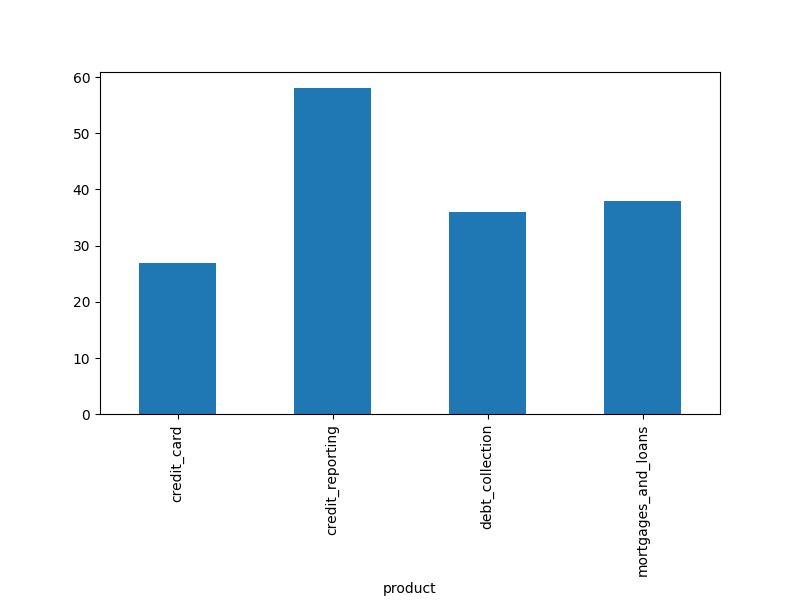 60
50
40
30
20
10
0
credit_card
credit_reporting
debt_collection
mortgages_and_loans
product